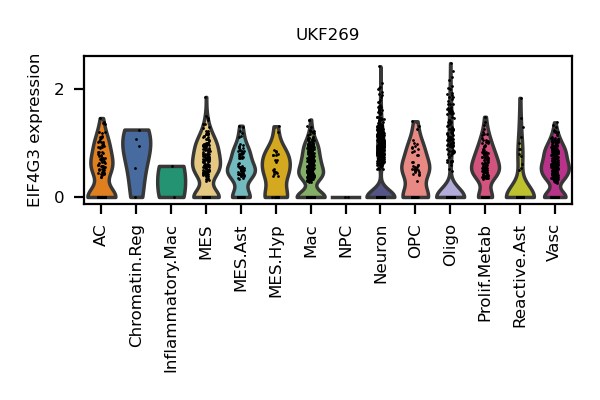 UKF269
EIF4G3 expression
2
0
AC
Chromatin.Reg
Inflammatory.Mac
MES
MES.Ast
MES.Hyp
Mac
NPC
Neuron
OPC
Oligo
Prolif.Metab
Reactive.Ast
Vasc